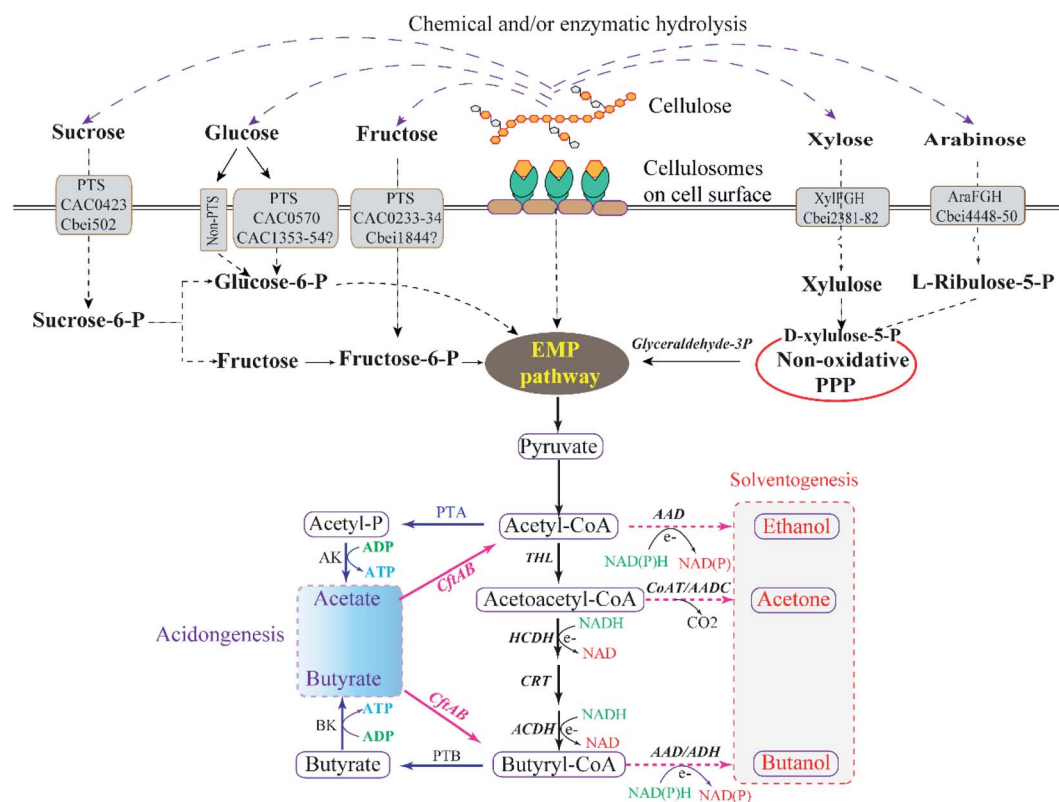 Chemical and/or enzymatic hydrolysis
Cellulose
Sucrose
Glucose
Fructose
Xylose
Arabinose
Cellulosomes
on cell surface
PTS
CAC0423
Cbei502
Non-PTS
PTS
CAC0570
CAC1353-54?
PTS
CAC0233-34
Cbei1844?
XylFGH
Cbei2381-82
AraFGH
Cbei4448-50
Glucose-6-P
Xylulose
L-Ribulose-5-P
Sucrose-6-P
Fructose
Fructose-6-P
EMP
pathway
Glyceraldehyde-3P
D-xylulose-5-P
Non-oxidative
PPP
Pyruvate
Solventogenesis
Acetyl-P
PTA
Acetyl-CoA
AAD
e-
NAD(P)H
NAD(P)
Ethanol
AK
ADP
ATP
CftAB
THL
Acetate
Acidongenesis
Butyrate
Acetoacetyl-CoA
CoAT/AADC
CO2
Acetone
HCDH
NADH
e-
NAD
CRT
CftAB
BK
ATP
ADP
ACDH
NADH
e-
NAD
Butyrate
PTB
Butyryl-CoA
AAD/ADH
e-
NAD(P)H
NAD(P)
Butanol